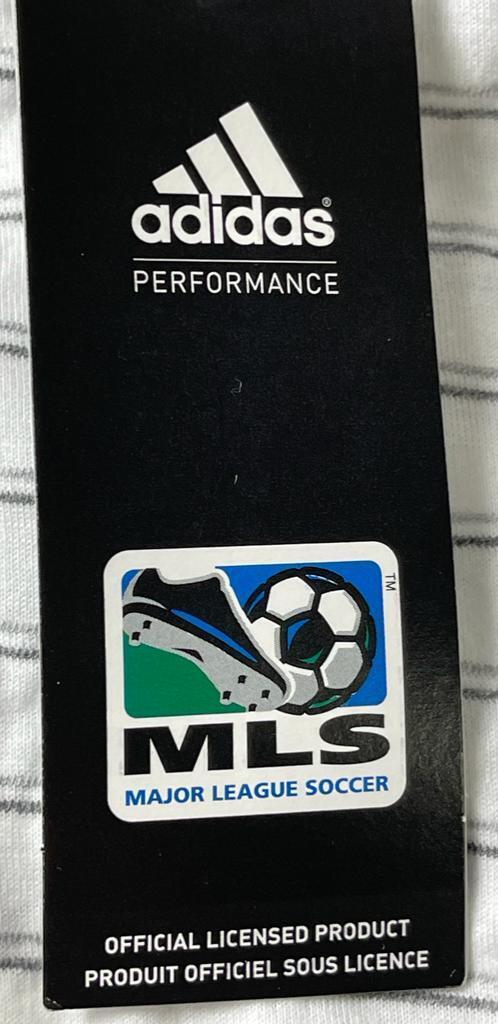 adidas®
PERFORMANCE
TM
MLS
MAJOR LEAGUE SOCCER
OFFICIAL LICENSED PRODUCT
PRODUIT OFFICIEL SOUS LICENCE